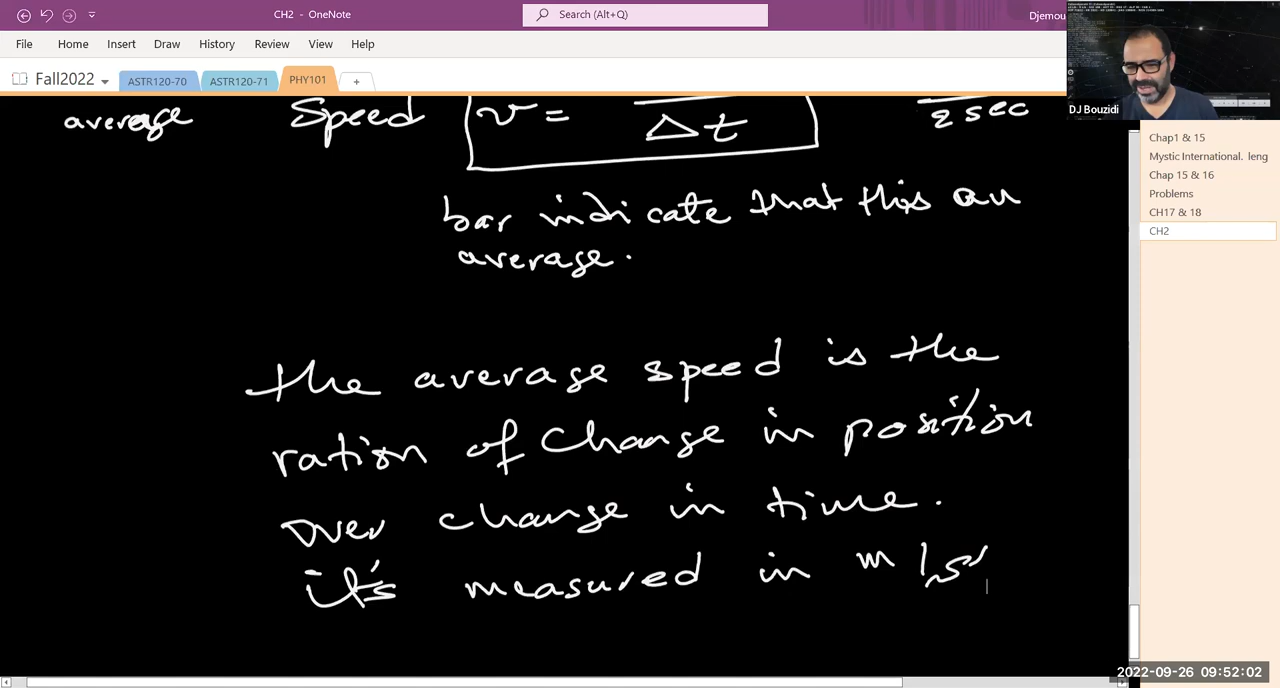 CH2 - OneNote
Search (Alt+Q)
Djemou
File Home Insert Draw History Review View Help
Fall2022 ASTR120-70 ASTR120-71 PHY101 +
DJ Bouzidi
Chap1 & 15
Mystic International. leng
Chap 15 & 16
Problems
CH17 & 18
CH2
average Speed v = Δt 2 sec
bar indicate that this an
average.
the average speed is the
ration of change in position
over change in time.
it's measured in m/s
2022-09-26 09:52:02